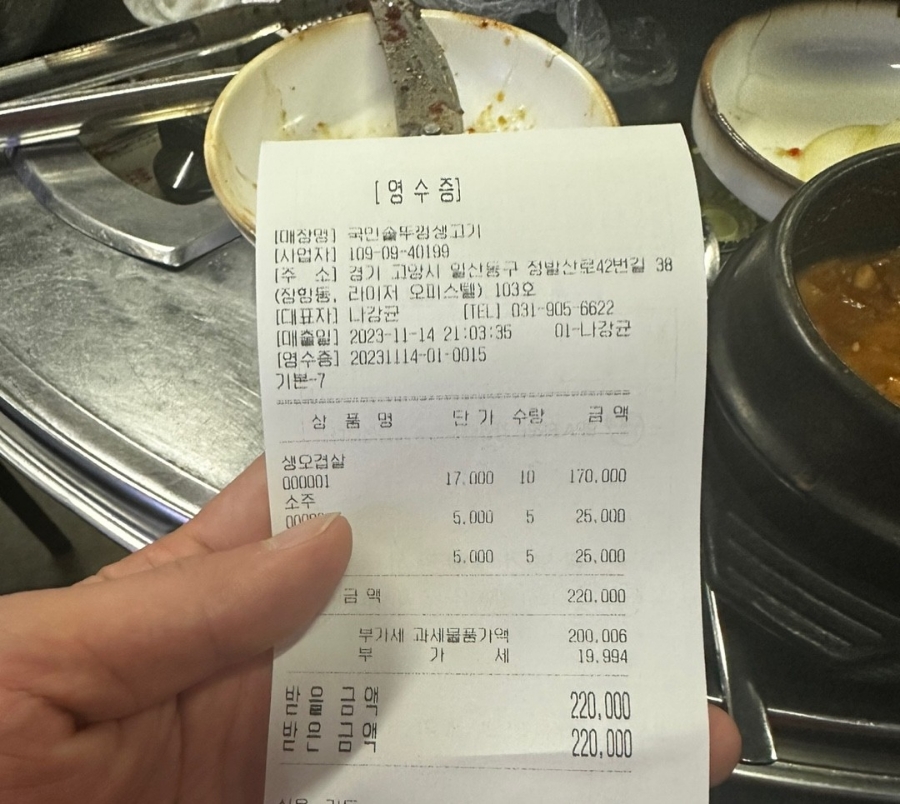 [영수증]
[매장명] 국민숯뚜껑생고기
[사업자] 109-09-40199
[주 소] 경기 고양시 일산동구 정발산로42번길 38
(장항동, 라이저 오피스텔) 103호
[대표자] 나강균 [TEL] 031-905-6622
[매출일] 2023-11-14 21:03:35 01-나강균
[영수증] 20231114-01-0015
기본-7
상 품 명 단 가 수량 금 액
생오겹살
000001 17,000 10 170,000
소주
5,000 5 25,000
5,000 5 25,000
금 액 220,000
부가세 과세물품가액 200,006
부 가 세 19,994
받을 금액 220,000
받은 금액 220,000